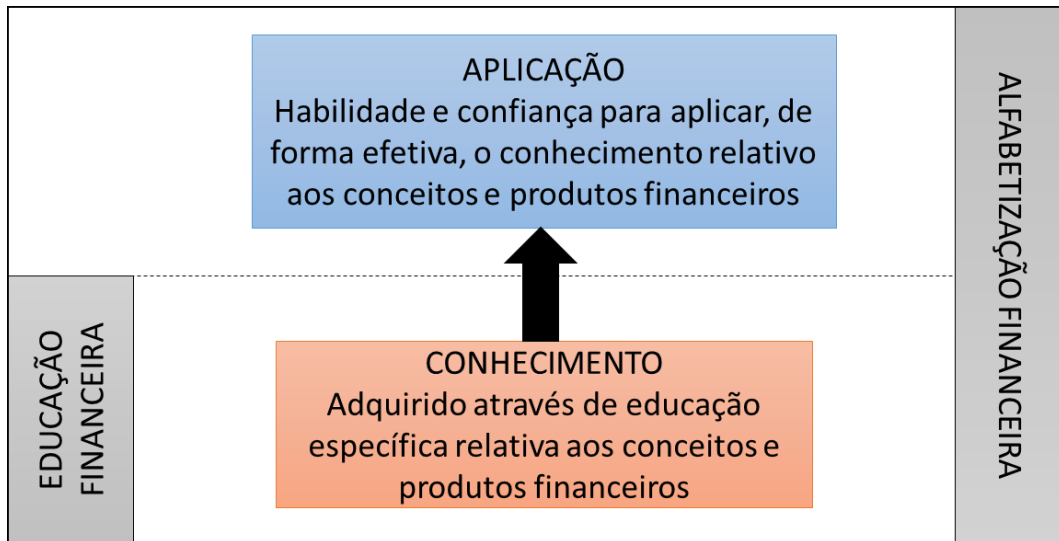 APLICAÇÃO
Habilidade e confiança para aplicar, de
forma efetiva, o conhecimento relativo
aos conceitos e produtos financeiros
ALFABETIZAÇÃO FINANCEIRA
EDUCAÇÃO
FINANCEIRA
CONHECIMENTO
Adquirido através de educação
específica relativa aos conceitos e
produtos financeiros